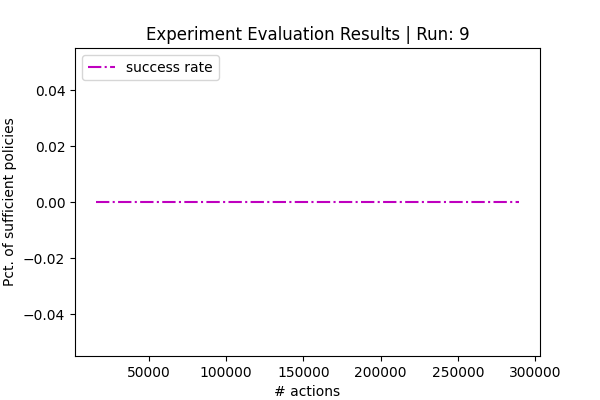 Experiment Evaluation Results | Run: 9
success rate
Pct. of sufficient policies
0.04
0.02
0.00
−0.02
−0.04
50000 100000 150000 200000 250000 300000
# actions